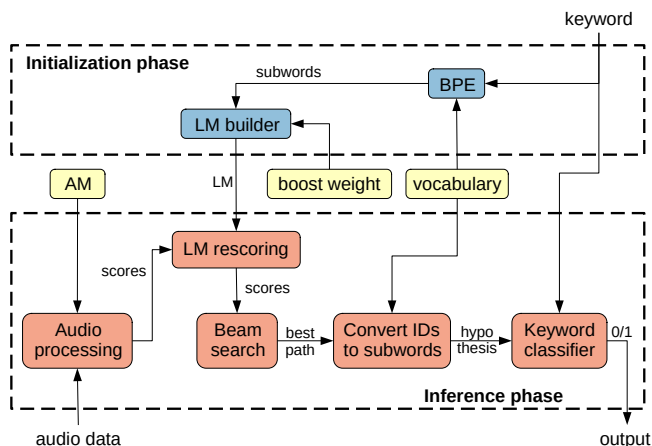 keyword
Initialization phase
subwords
BPE
LM builder
LM
AM
boost weight
vocabulary
LM rescoring
scores
scores
Audio
processing
Beam
search
best
path
Convert IDs
to subwords
hypo
thesis
Keyword
classifier
0/1
Inference phase
audio data
output